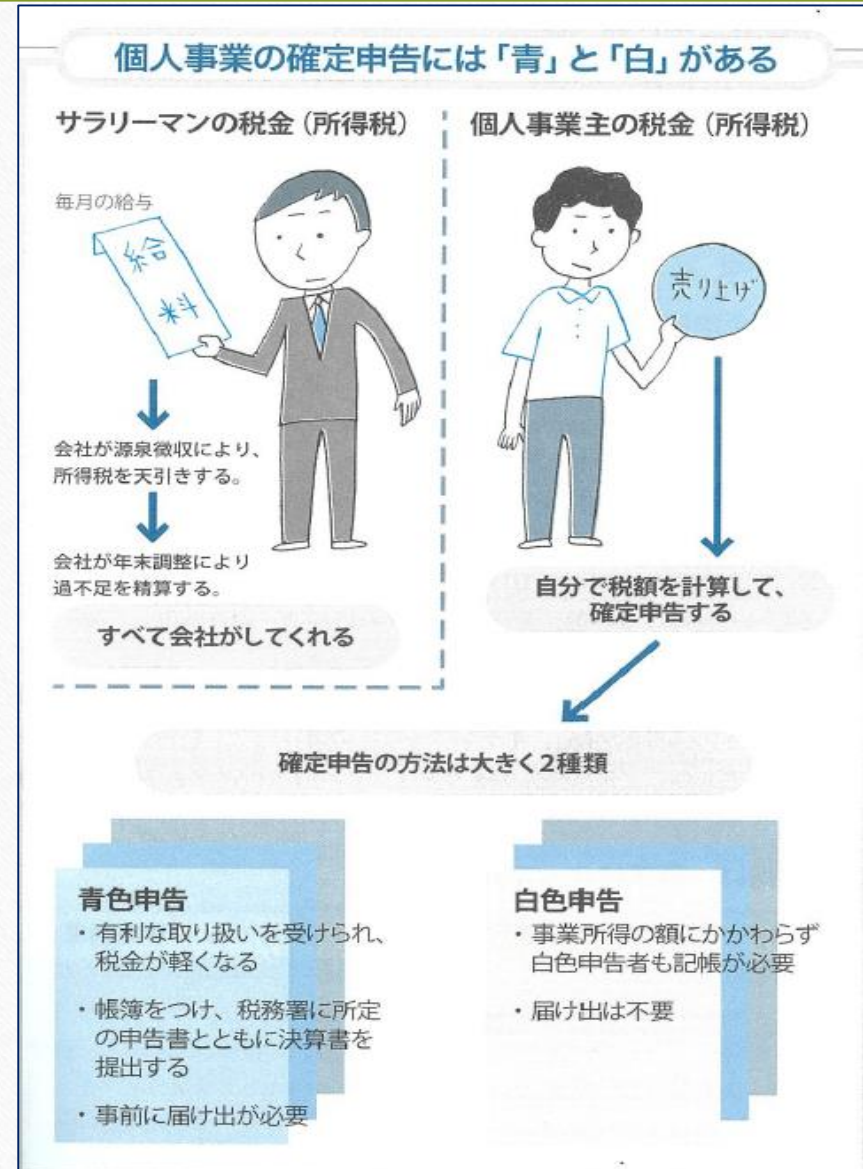 個人事業の確定申告には「青」と「白」がある
サラリーマンの税金（所得税）
毎月の給与
給
料
会社が源泉徴収により、
所得税を天引きする。
会社が年末調整により
過不足を精算する。
すべて会社がしてくれる
個人事業主の税金（所得税）
売り上げ
自分で税額を計算して、
確定申告する
確定申告の方法は大きく2種類
青色申告
・有利な取り扱いを受けられ、
税金が軽くなる
・帳簿をつけ、税務署に所定
の申告書とともに決算書を
提出する
・事前に届け出が必要
白色申告
・事業所得の額にかかわらず
白色申告者も記帳が必要
・届け出は不要